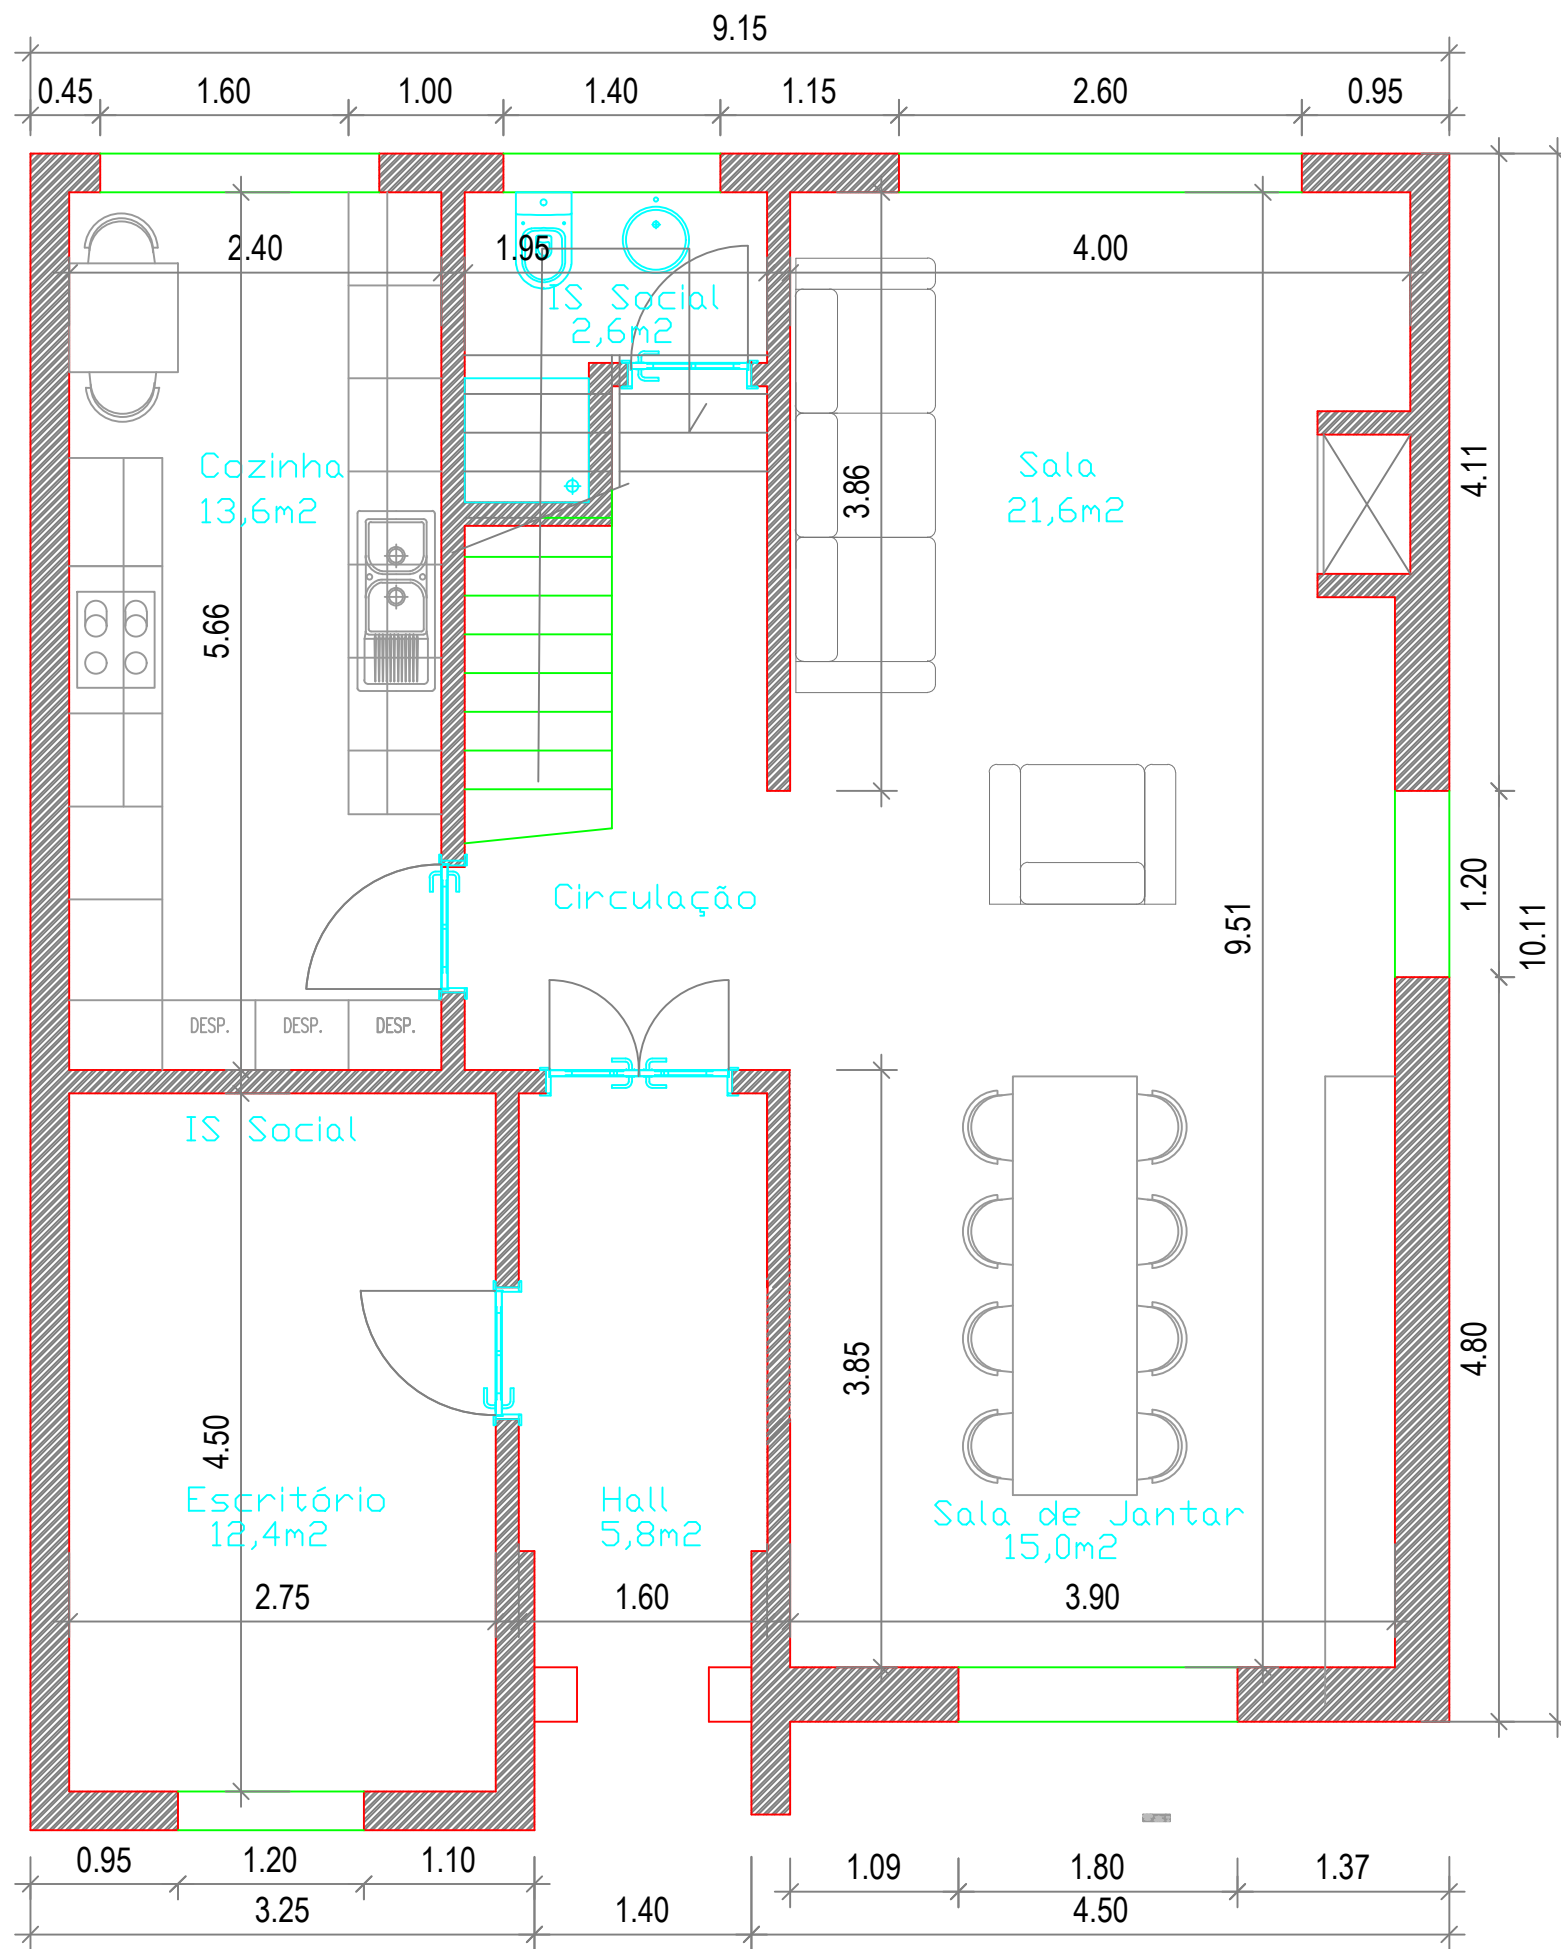 9.15
0.45 1.60 1.00 1.40 1.15 2.60 0.95
2.40 1.95 4.00
IS Social
2,6m2
Cozinha
13,6m2
Sala
21,6m2
3.86
4.11
5.66
Circulação
1.20
9.51
10.11
DESP. DESP. DESP.
IS Social
3.85
4.80
4.50
Escritório
12,4m2
Hall
5,8m2
Sala de Jantar
15,0m2
2.75 1.60 3.90
0.95 1.20 1.10 1.09 1.80 1.37
3.25 1.40 4.50